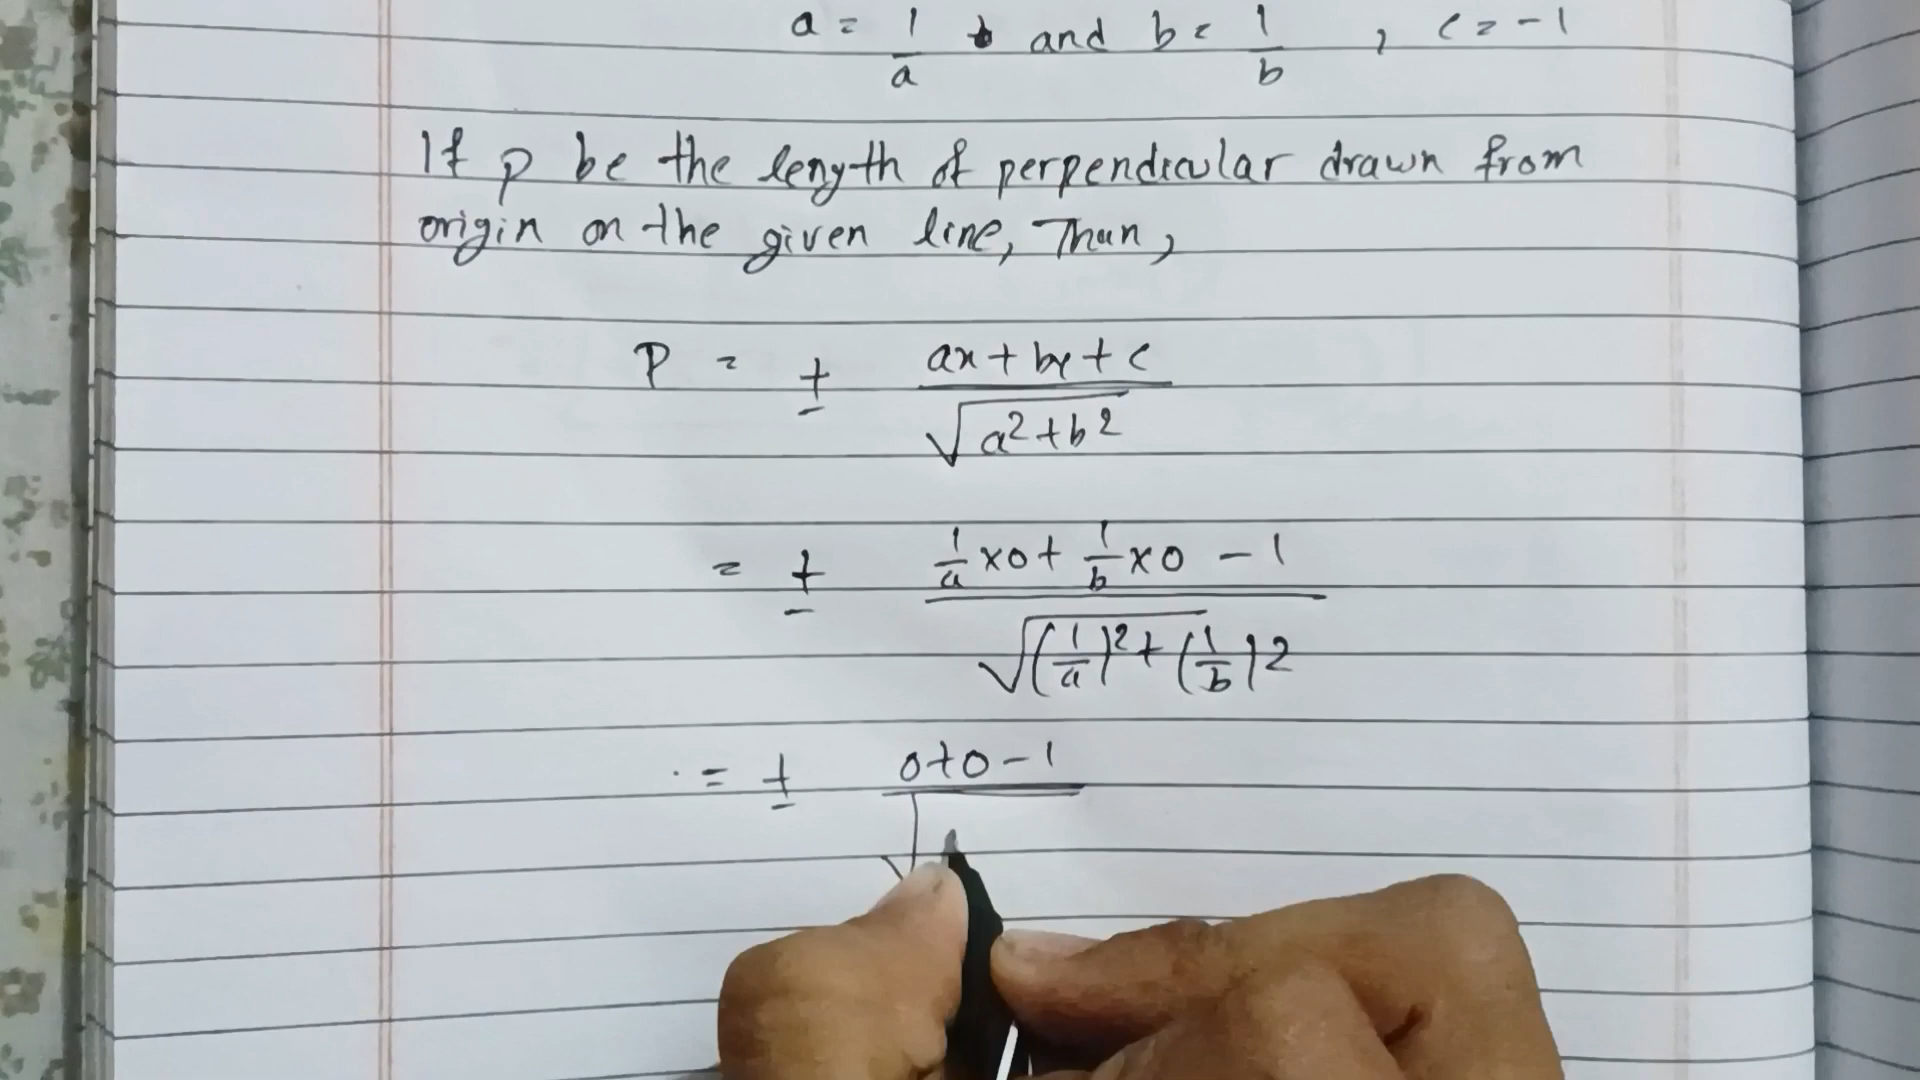 a = 1/a and b = 1/b , c = -1
If p be the length of perpendicular drawn from
origin on the given line, Then,
P = ± (ax + by + c)/√(a² + b²)
= ± (1/a × 0 + 1/b × 0 - 1)/√((1/a)² + (1/b)²)
= ± (0 + 0 - 1)/√